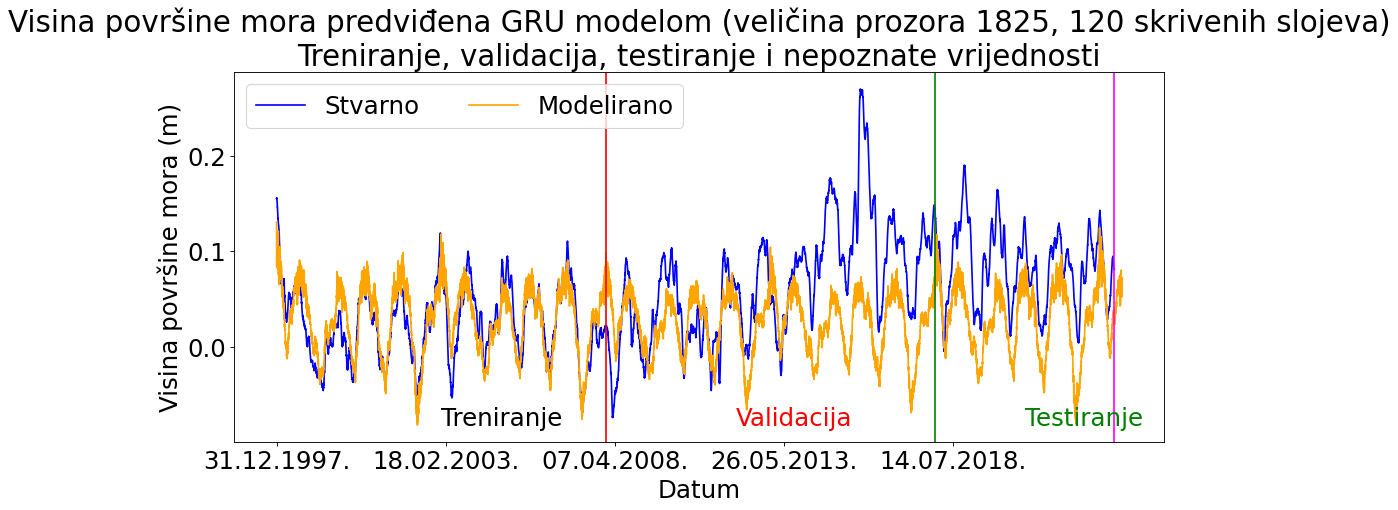 Visina površine mora predviđena GRU modelom (veličina prozora 1825, 120 skrivenih slojeva)
Treniranje, validacija, testiranje i nepoznate vrijednosti
Stvarno
Modelirano
Visina površine mora (m)
0.2
0.1
0.0
Treniranje
Validacija
Testiranje
31.12.1997.
18.02.2003.
07.04.2008.
26.05.2013.
14.07.2018.
Datum